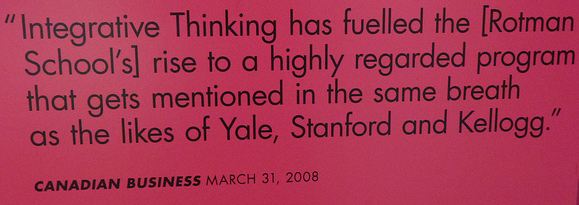 “Integrative Thinking has fuelled the [Rotman
School's] rise to a highly regarded program
that gets mentioned in the same breath
as the likes of Yale, Stanford and Kellogg.”
CANADIAN BUSINESS MARCH 31, 2008